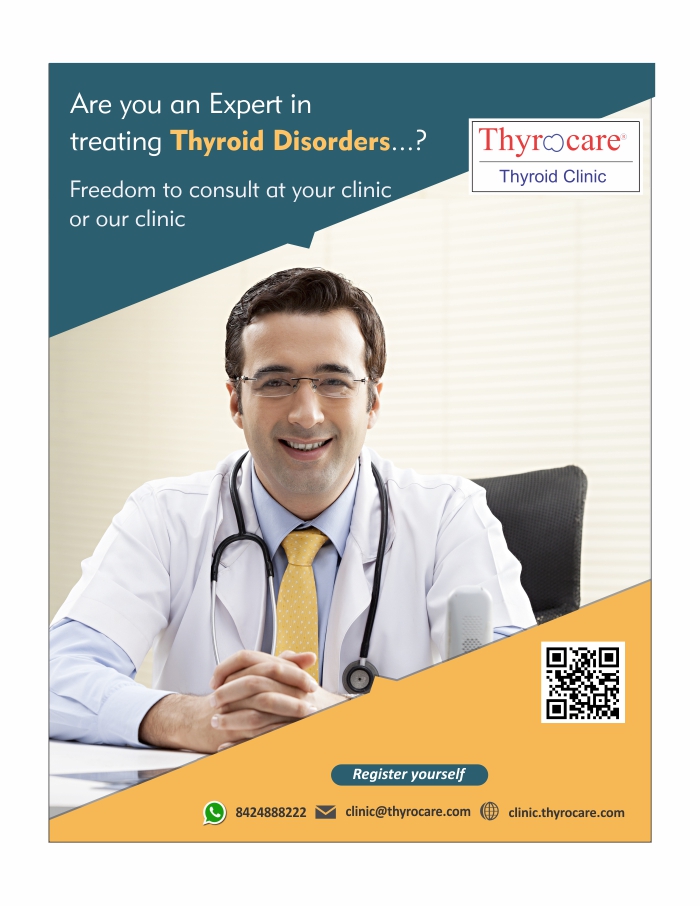 Are you an Expert in
treating Thyroid Disorders...?
Freedom to consult at your clinic
or our clinic
Thyrocare®
Thyroid Clinic
Register yourself
8424888222 clinic@thyrocare.com clinic.thyrocare.com